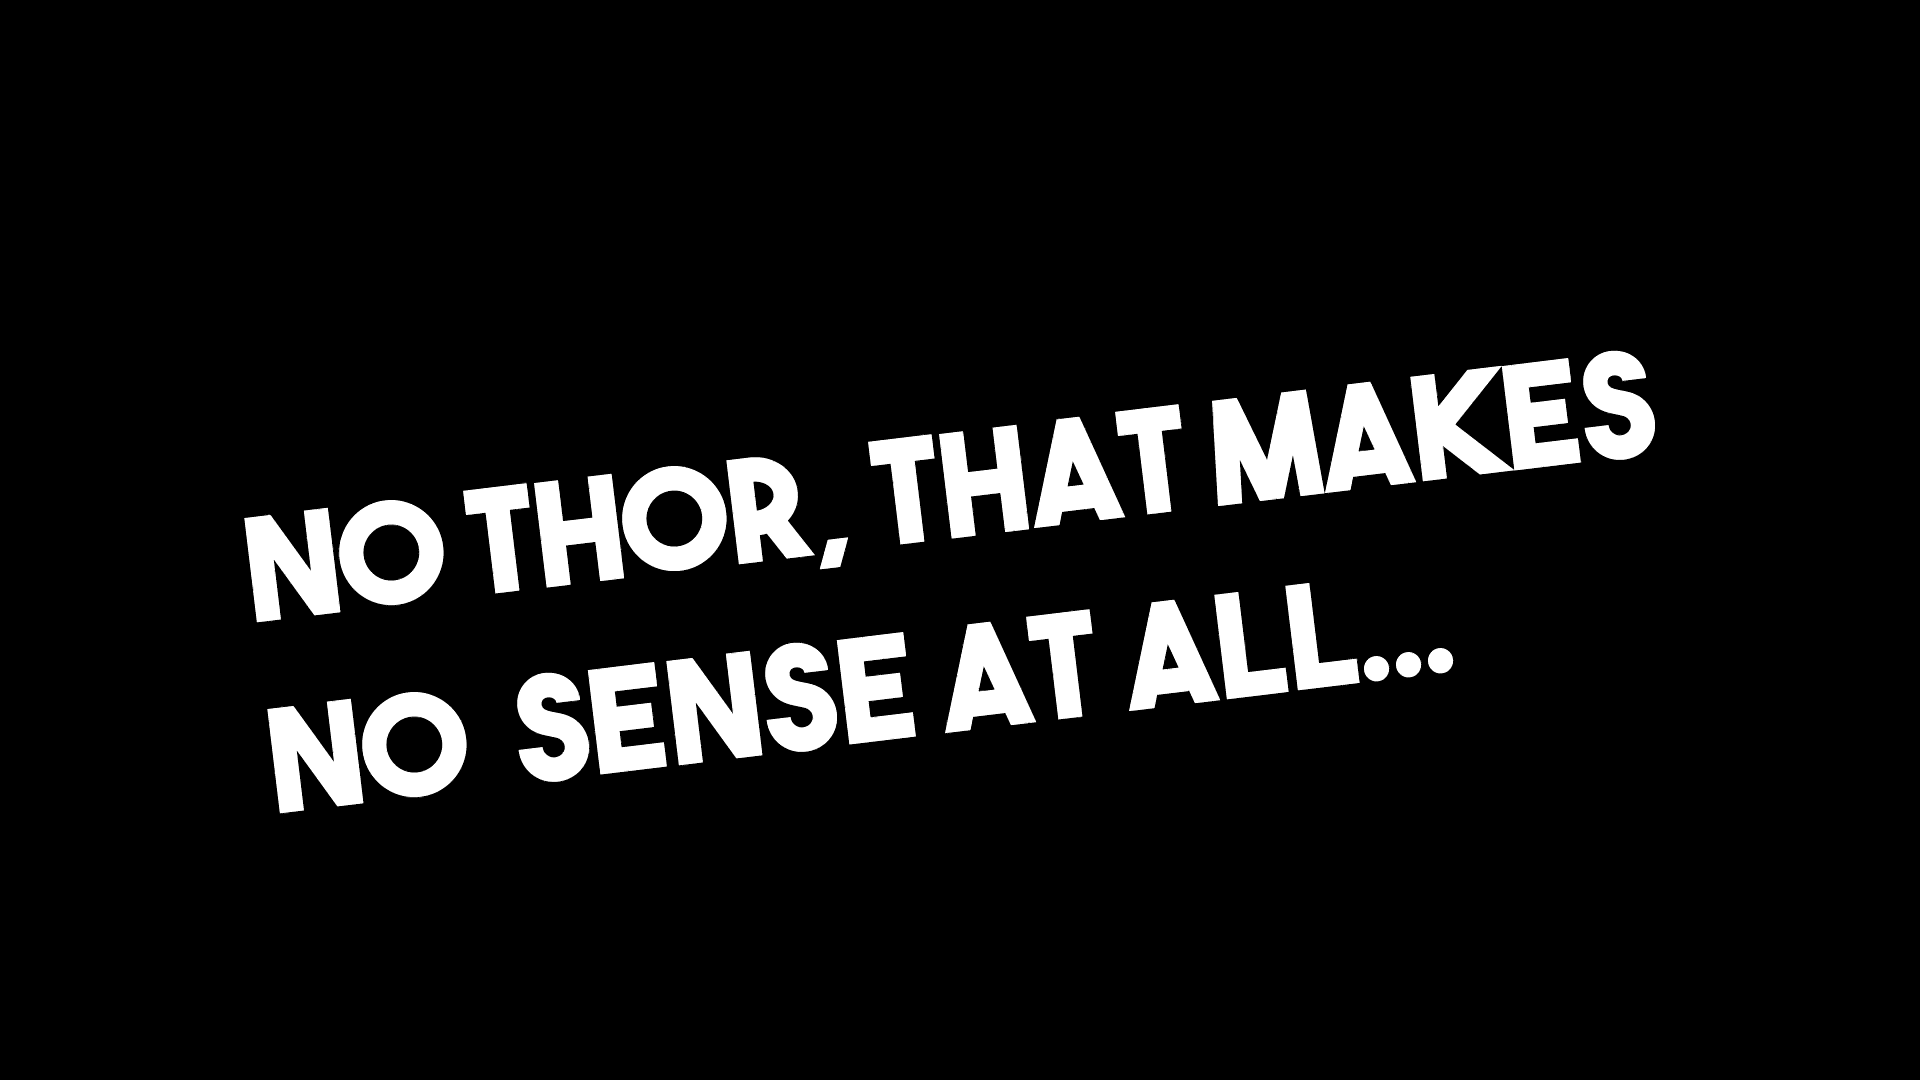 NO THOR, THAT MAKES
NO SENSE AT ALL...